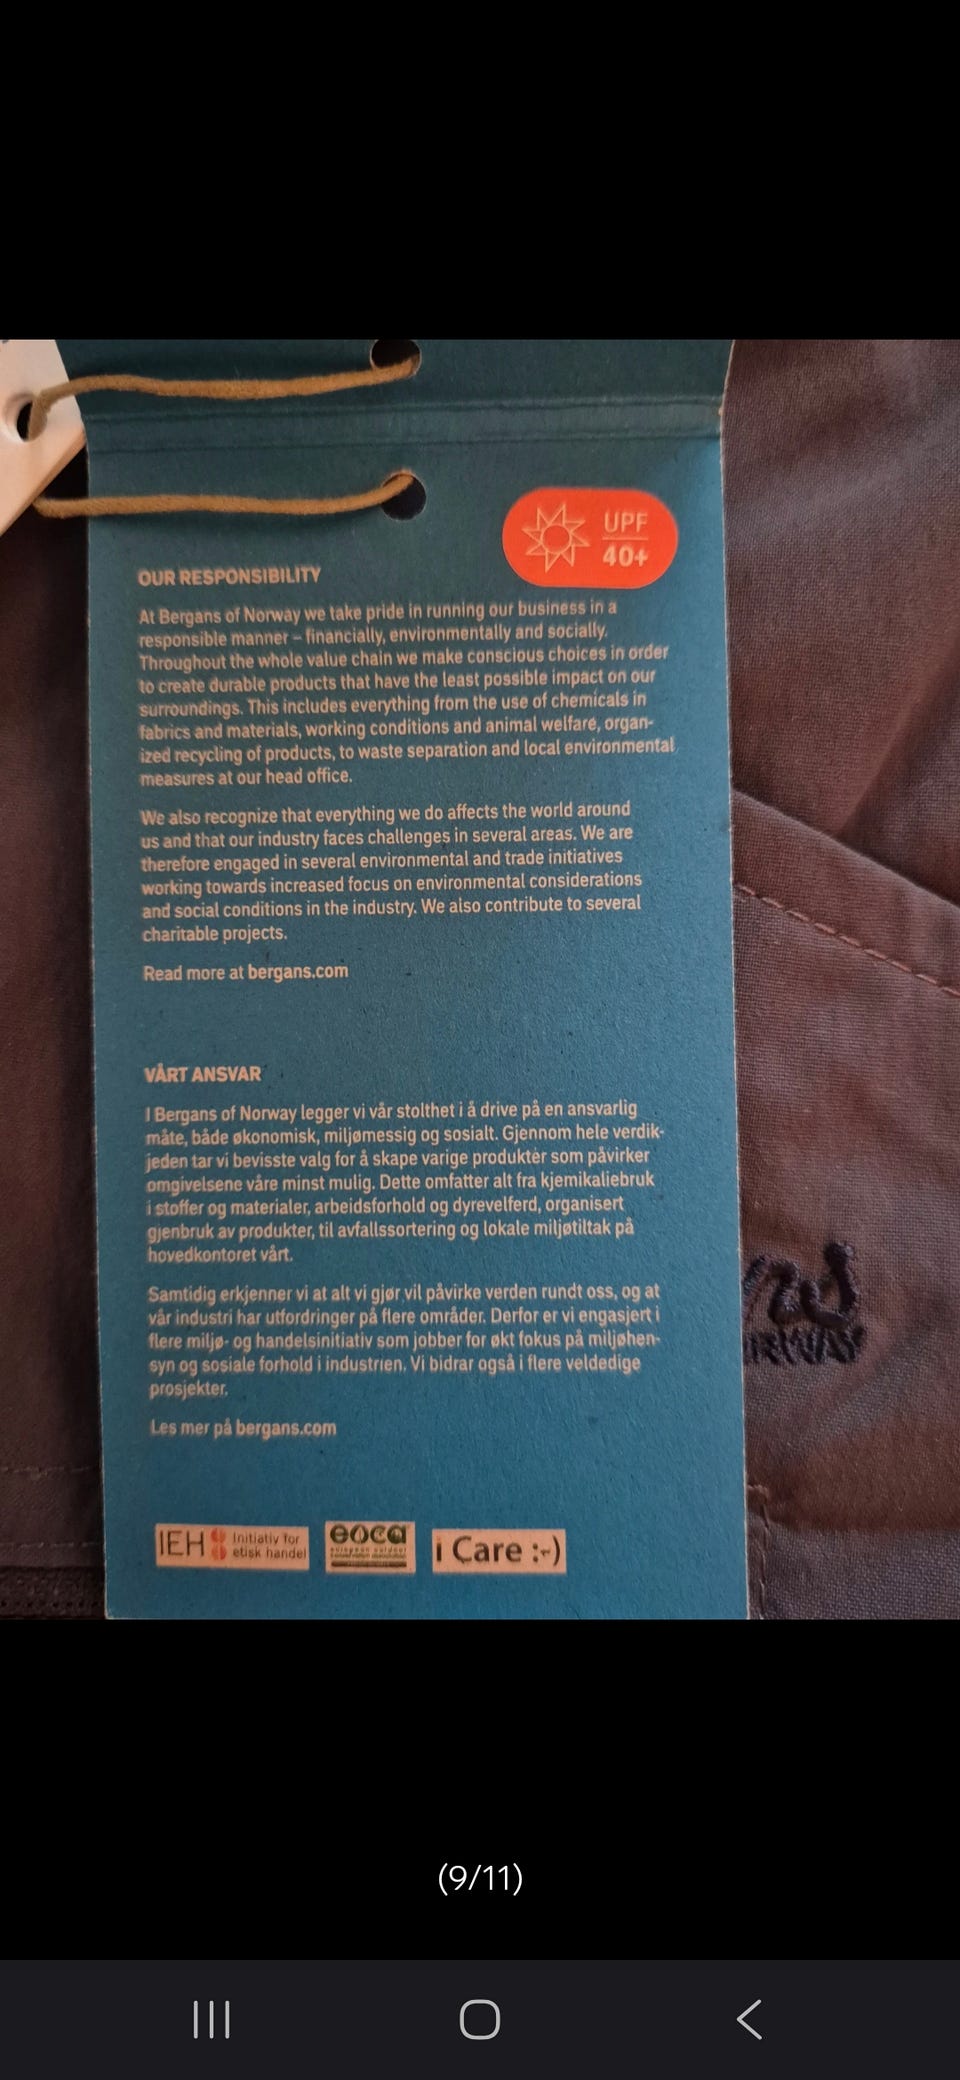 UPF
40+
OUR RESPONSIBILITY
At Bergans of Norway we take pride in running our business in a
responsible manner – financially, environmentally and socially.
Throughout the whole value chain we make conscious choices in order
to create durable products that have the least possible impact on our
surroundings. This includes everything from the use of chemicals in
fabrics and materials, working conditions and animal welfare, organ-
ized recycling of products, to waste separation and local environmental
measures at our head office.
We also recognize that everything we do affects the world around
us and that our industry faces challenges in several areas. We are
therefore engaged in several environmental and trade initiatives
working towards increased focus on environmental considerations
and social conditions in the industry. We also contribute to several
charitable projects.
Read more at bergans.com
VÅRT ANSVAR
I Bergans of Norway legger vi vår stolthet i å drive på en ansvarlig
måte, både økonomisk, miljømessig og sosialt. Gjennom hele verdik-
jeden tar vi bevisste valg for å skape varige produkter som påvirker
omgivelsene våre minst mulig. Dette omfatter alt fra kjemikaliebruk
i stoffer og materialer, arbeidsforhold og dyrevelferd, organisert
gjenbruk av produkter, til avfallssortering og lokale miljøtiltak på
hovedkontoret vårt.
Samtidig erkjenner vi at alt vi gjør vil påvirke verden rundt oss, og at
vår industri har utfordringer på flere områder. Derfor er vi engasjert i
flere miljø- og handelsinitiativ som jobber for økt fokus på miljøhen-
syn og sosiale forhold i industrien. Vi bidrar også i flere veldedige
prosjekter.
Les mer på bergans.com
IEH Initiativ for
etisk handel
eoca
european outdoor
conservation association
i Care :-)
RWAY
(9/11)